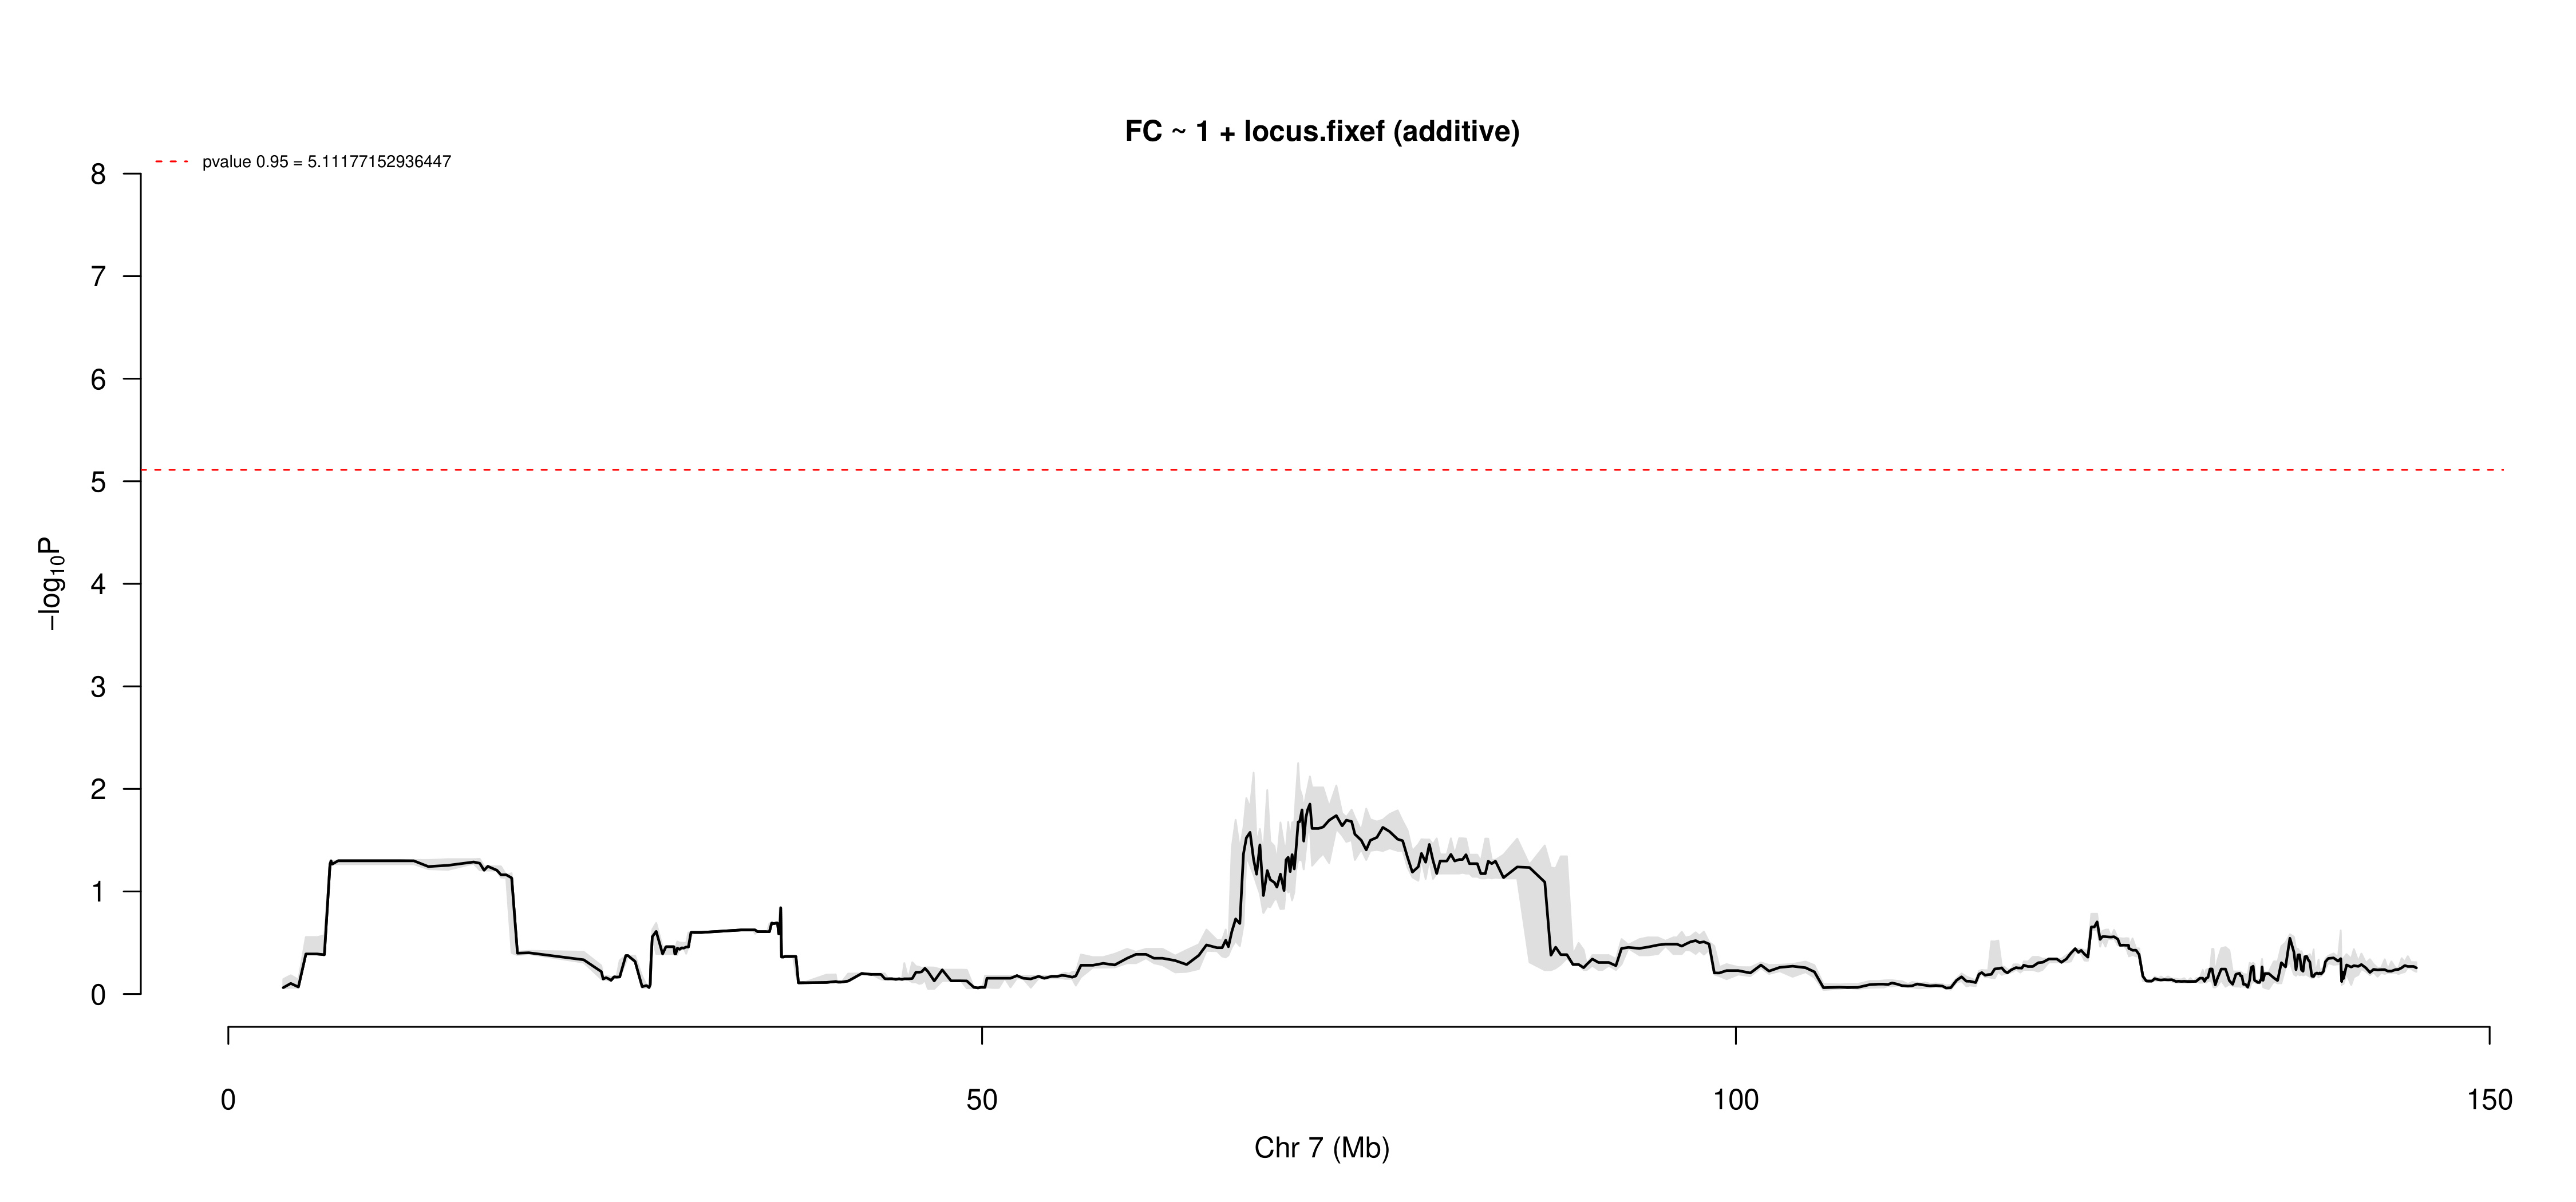 FC ~ 1 + locus.fixef (additive)
pvalue 0.95 = 5.11177152936447
8
7
6
5
4
3
2
1
0
−log10P
0 50 100 150
Chr 7 (Mb)